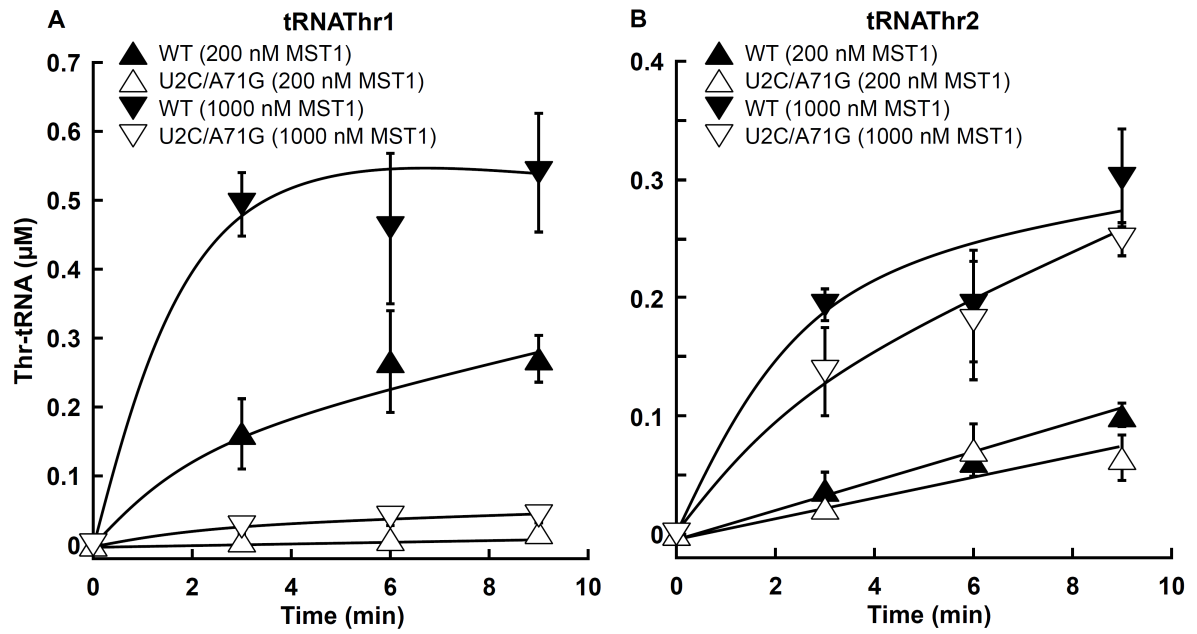 A
tRNAThr1
WT (200 nM MST1)
U2C/A71G (200 nM MST1)
WT (1000 nM MST1)
U2C/A71G (1000 nM MST1)
0.7
0.6
0.5
0.4
0.3
0.2
0.1
0
Thr-tRNA (µM)
0 2 4 6 8 10
Time (min)
B
tRNAThr2
WT (200 nM MST1)
U2C/A71G (200 nM MST1)
WT (1000 nM MST1)
U2C/A71G (1000 nM MST1)
0.4
0.3
0.2
0.1
0
0 2 4 6 8 10
Time (min)